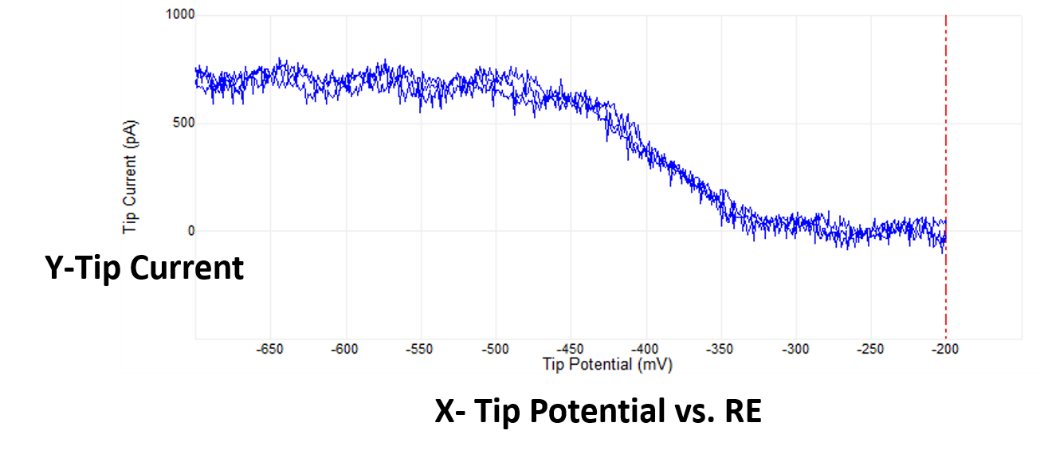 1000
500
0
Tip Current (pA)
Y-Tip Current
-650 -600 -550 -500 -450 -400 -350 -300 -250 -200
Tip Potential (mV)
X- Tip Potential vs. RE